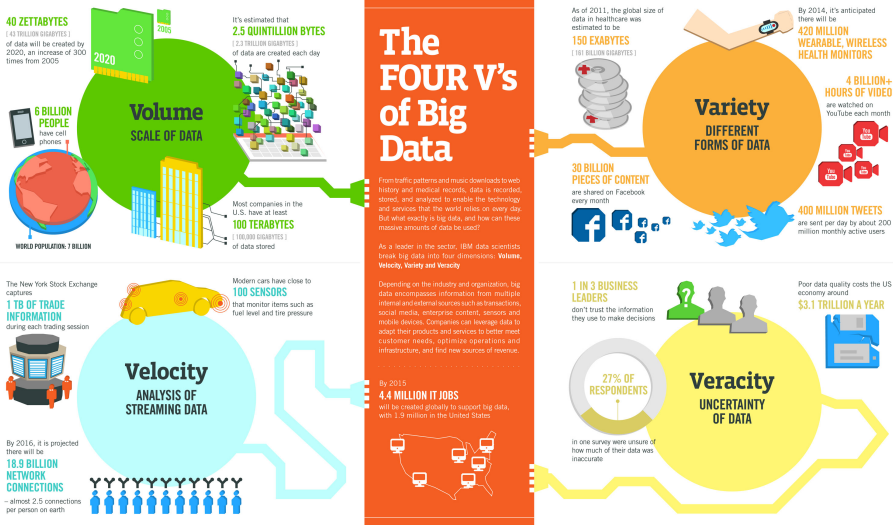 40 ZETTABYTES
[ 43 TRILLION GIGABYTES ]
of data will be created by
2020, an increase of 300
times from 2005
2005
2020
It's estimated that
2.5 QUINTILLION BYTES
[ 2.3 TRILLION GIGABYTES ]
of data are created each day
6 BILLION
PEOPLE
have cell
phones
WORLD POPULATION: 7 BILLION
Volume
SCALE OF DATA
Most companies in the
U.S. have at least
100 TERABYTES
[ 100,000 GIGABYTES ]
of data stored
The New York Stock Exchange
captures
1 TB OF TRADE
INFORMATION
during each trading session
Modern cars have close to
100 SENSORS
that monitor items such as
fuel level and tire pressure
Velocity
ANALYSIS OF
STREAMING DATA
By 2016, it is projected
there will be
18.9 BILLION
NETWORK
CONNECTIONS
– almost 2.5 connections
per person on earth
The
FOUR V's
of Big
Data
From traffic patterns and music downloads to web
history and medical records, data is recorded,
stored, and analyzed to enable the technology
and services that the world relies on every day.
But what exactly is big data, and how can these
massive amounts of data be used?
As a leader in the sector, IBM data scientists
break big data into four dimensions: Volume,
Velocity, Variety and Veracity
Depending on the industry and organization, big
data encompasses information from multiple
internal and external sources such as transactions,
social media, enterprise content, sensors and
mobile devices. Companies can leverage data to
adapt their products and services to better meet
customer needs, optimize operations and
infrastructure, and find new sources of revenue.
By 2015
4.4 MILLION IT JOBS
will be created globally to support big data,
with 1.9 million in the United States
As of 2011, the global size of
data in healthcare was
estimated to be
150 EXABYTES
[ 161 BILLION GIGABYTES ]
By 2014, it's anticipated
there will be
420 MILLION
WEARABLE, WIRELESS
HEALTH MONITORS
4 BILLION+
HOURS OF VIDEO
are watched on
YouTube each month
You
Tube
You
Tube
You
Tube
You
Tube
Variety
DIFFERENT
FORMS OF DATA
30 BILLION
PIECES OF CONTENT
are shared on Facebook
every month
f
f
f
f
f
f
400 MILLION TWEETS
are sent per day by about 200
million monthly active users
1 IN 3 BUSINESS
LEADERS
don't trust the information
they use to make decisions
?
Poor data quality costs the US
economy around
$3.1 TRILLION A YEAR
27% OF
RESPONDENTS
in one survey were unsure of
how much of their data was
inaccurate
Veracity
UNCERTAINTY
OF DATA